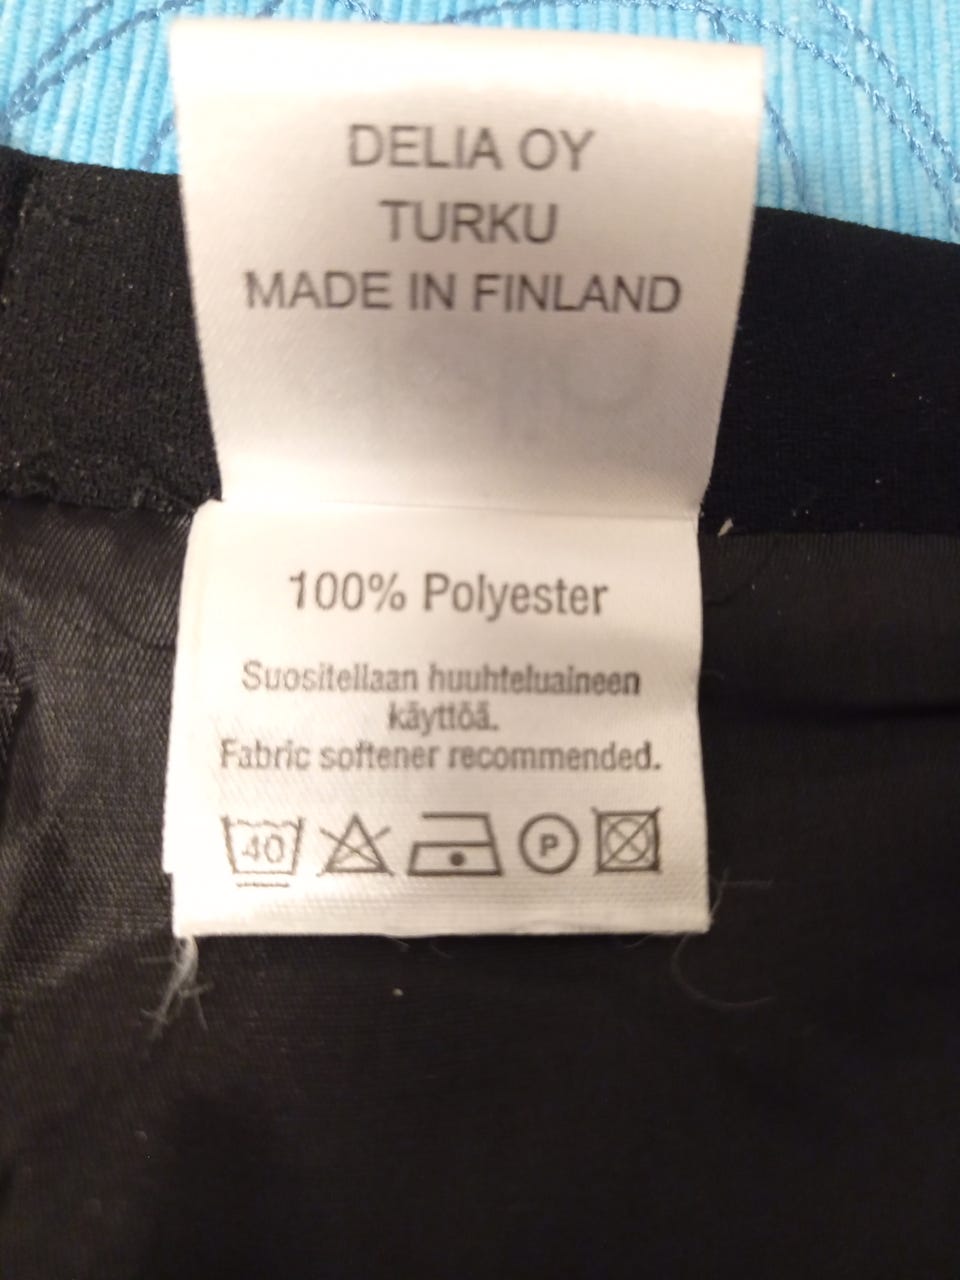 DELIA OY
TURKU
MADE IN FINLAND
100% Polyester
Suositellaan huuhteluaineen
käyttöä.
Fabric softener recommended.
40 P